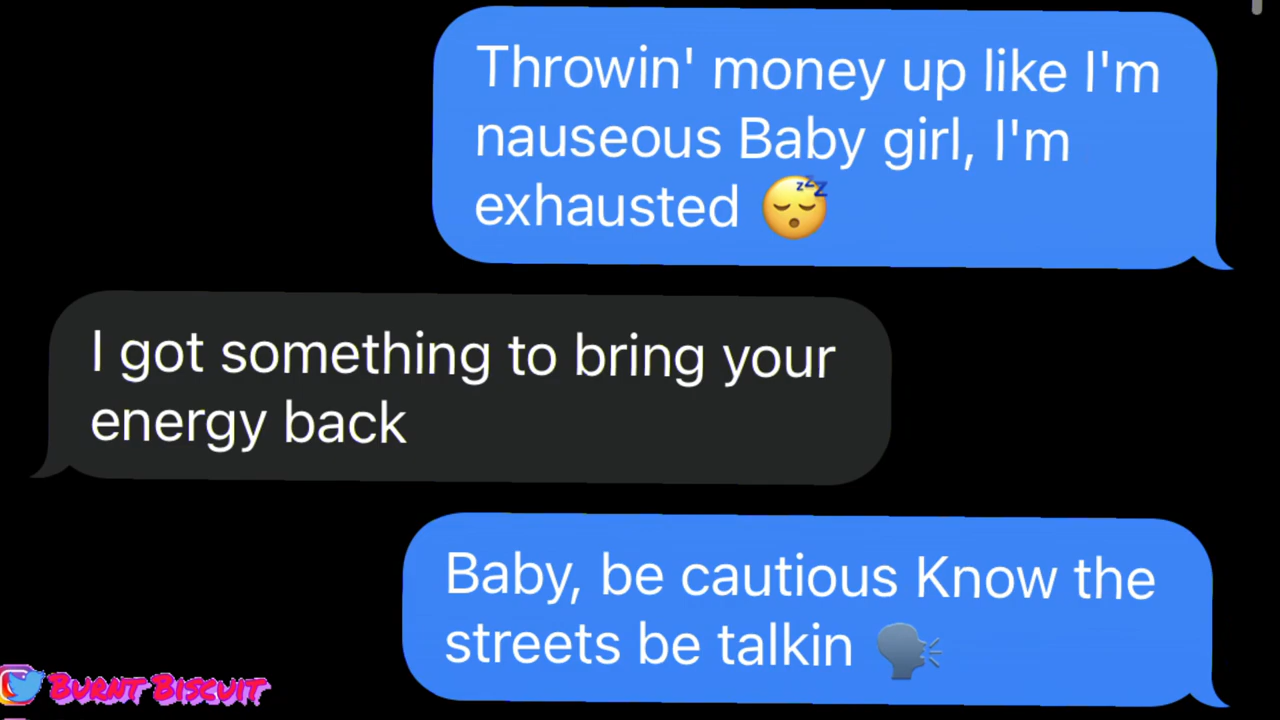 Throwin' money up like I'm
nauseous Baby girl, I'm
exhausted 😴
I got something to bring your
energy back
Baby, be cautious Know the
streets be talkin 🗣
BURNT BISCUIT